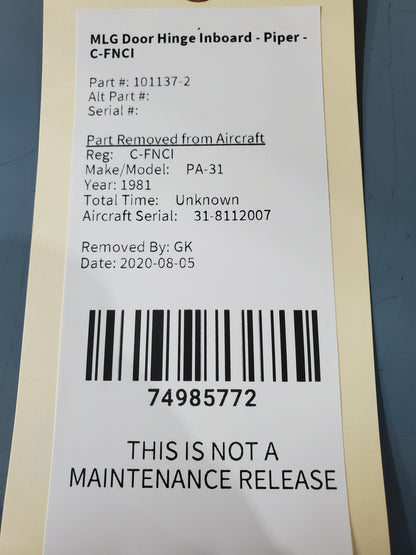 MLG Door Hinge Inboard - Piper -
C-FNCI
Part #: 101137-2
Alt Part #:
Serial #:
Part Removed from Aircraft
Reg: C-FNCI
Make/Model: PA-31
Year: 1981
Total Time: Unknown
Aircraft Serial: 31-8112007
Removed By: GK
Date: 2020-08-05
74985772
THIS IS NOT A
MAINTENANCE RELEASE